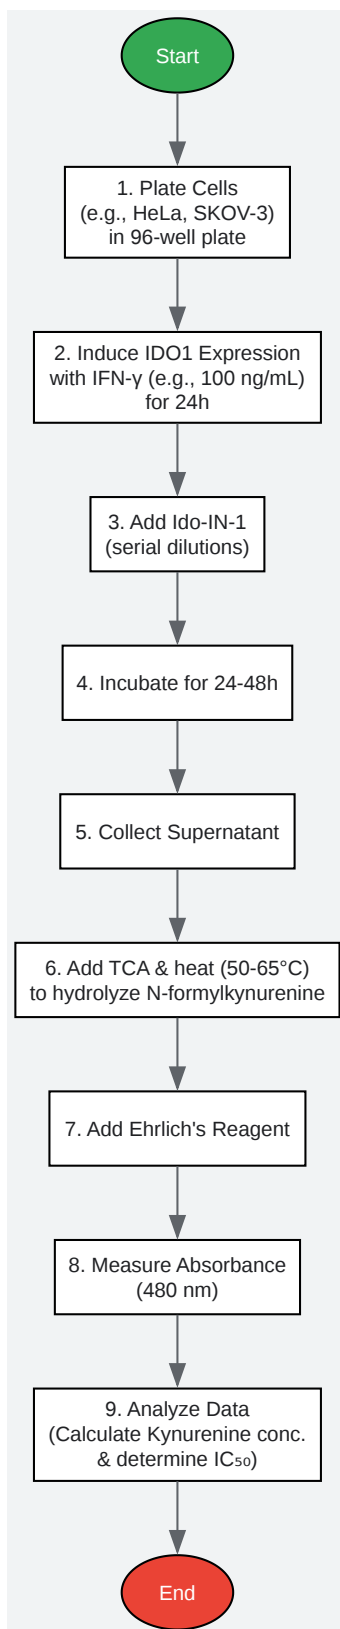 Start
1. Plate Cells
(e.g., HeLa, SKOV-3)
in 96-well plate
2. Induce IDO1 Expression
with IFN-γ (e.g., 100 ng/mL)
for 24h
3. Add Ido-IN-1
(serial dilutions)
4. Incubate for 24-48h
5. Collect Supernatant
6. Add TCA & heat (50-65°C)
to hydrolyze N-formylkynurenine
7. Add Ehrlich's Reagent
8. Measure Absorbance
(480 nm)
9. Analyze Data
(Calculate Kynurenine conc.
& determine IC₅₀)
End